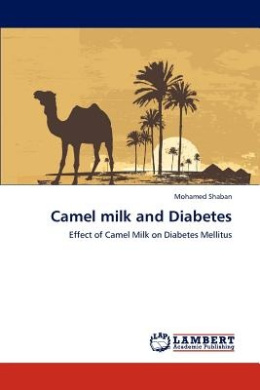 Mohamed Shaban
Camel milk and Diabetes
Effect of Camel Milk on Diabetes Mellitus
LAP LAMBERT
Academic Publishing